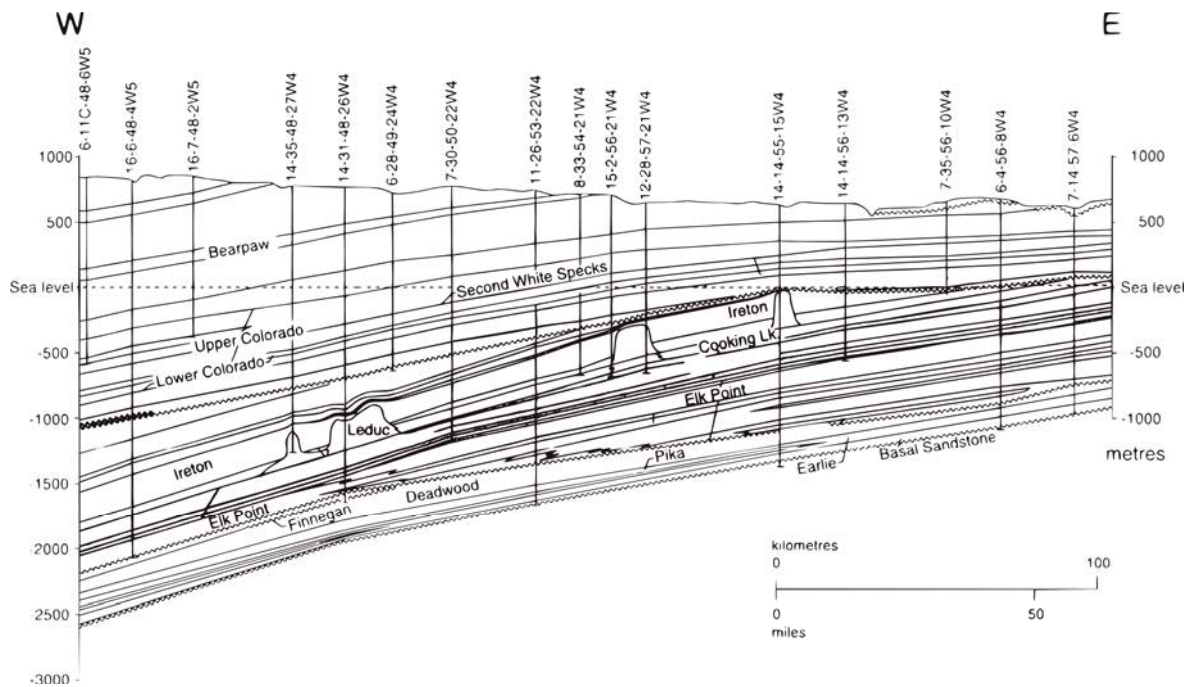 W
E
6-11C-48-6W5
16-6-48-4W5
16-7-48-2W5
14-35-48-27W4
14-31-48-26W4
6-28-49-24W4
7-30-50-22W4
11-26-53-22W4
8-33-54-21W4
15-2-56-21W4
12-28-57-21W4
14-14-55-15W4
14-14-56-13W4
7-35-56-10W4
6-4-56-8W4
7-14 57 6W4
1000
500
Sea level
-500
-1000
-1500
-2000
-2500
-3000
1000
500
Sea level
-500
-1000
metres
Bearpaw
Second White Specks
Upper Colorado
Lower Colorado
Ireton
Cooking Lk.
Elk Point
Leduc
Ireton
Pika
Earlie
Basal Sandstone
Deadwood
Elk Point
Finnegan
kilometres
0
100
0
50
miles